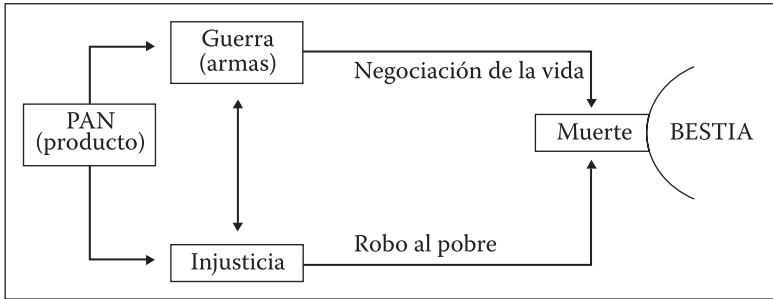 Guerra
(armas)
Negociación de la vida
PAN
(producto)
Muerte
BESTIA
Robo al pobre
Injusticia